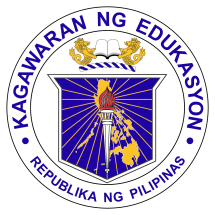 KAGAWARAN NG EDUKASYON
REPUBLIKA NG PILIPINAS